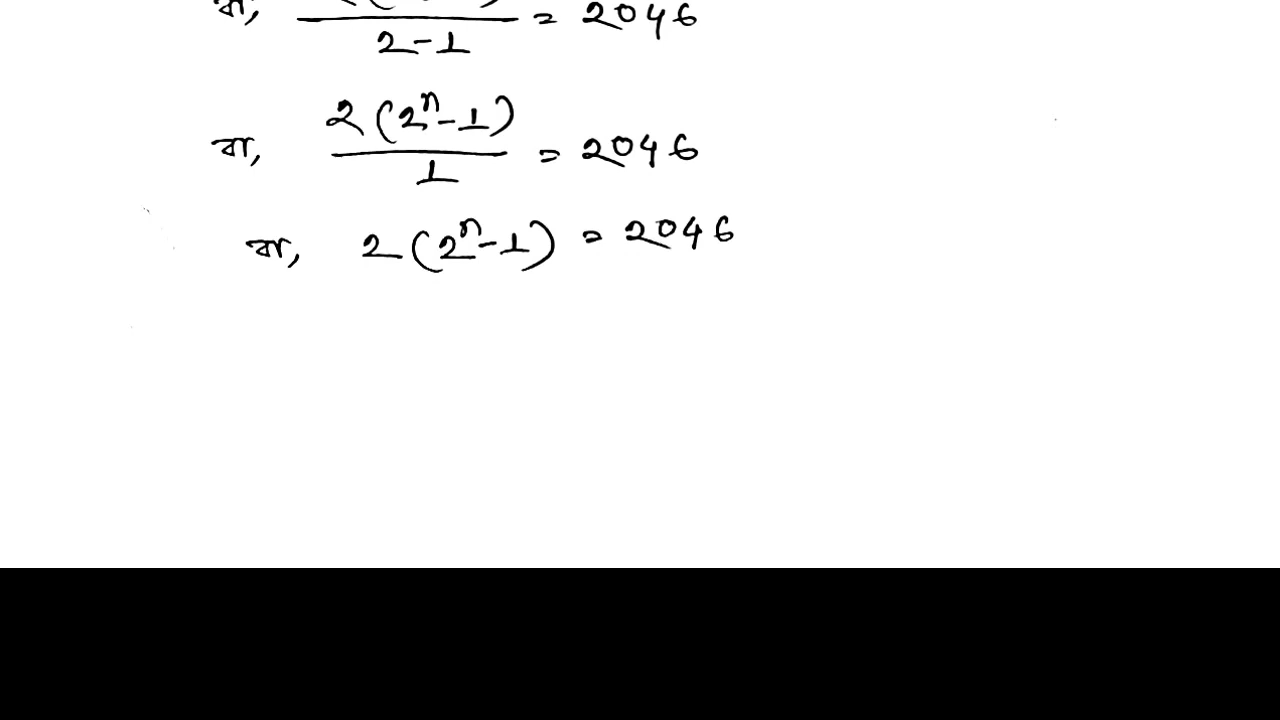 বা, ―――― = 2046
2-1
বা, 2(2ⁿ-1)/1 = 2046
বা, 2(2ⁿ-1) = 2046